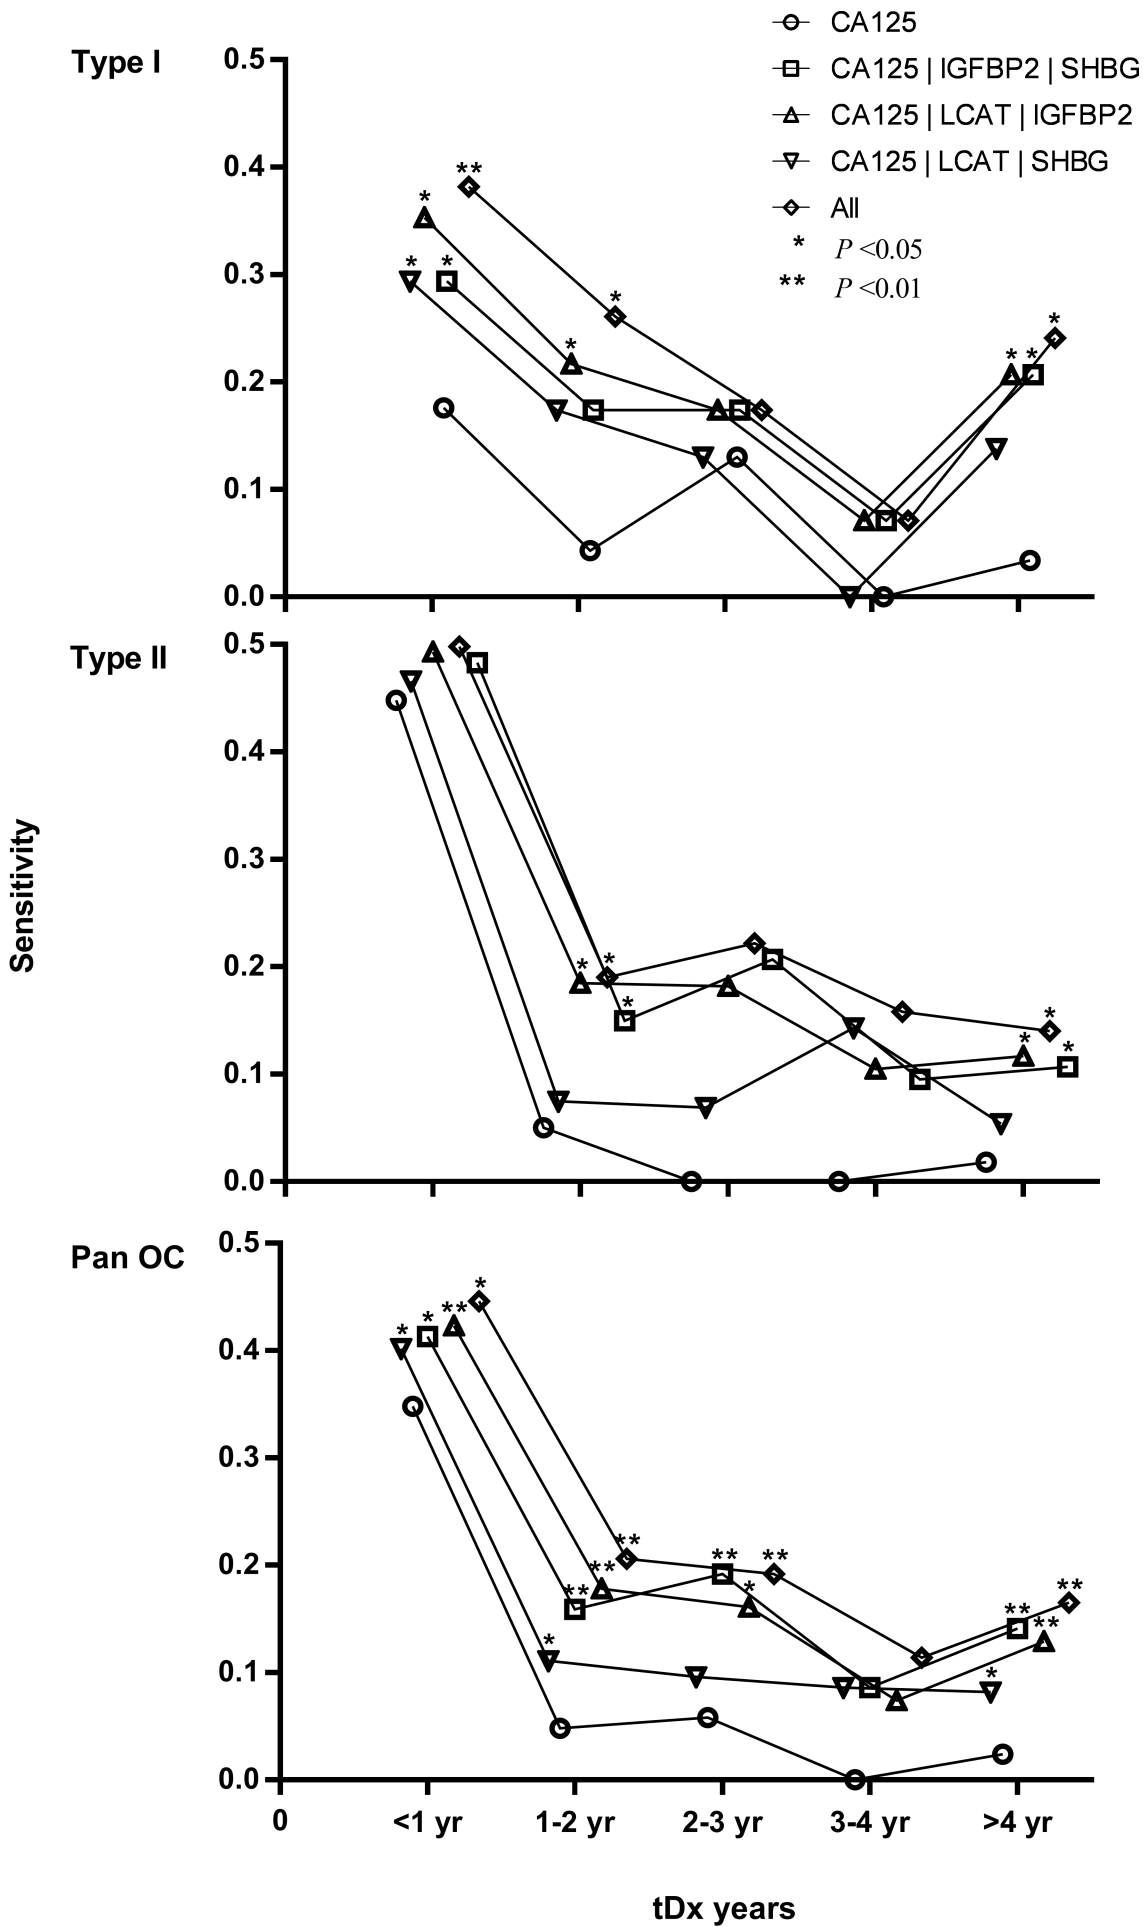 CA125
CA125 | IGFBP2 | SHBG
CA125 | LCAT | IGFBP2
CA125 | LCAT | SHBG
All
* P <0.05
** P <0.01
Type I
0.5
0.4
0.3
0.2
0.1
0.0
** * * * * * * * *
Type II
0.5
0.4
0.3
0.2
0.1
0.0
* * * * * *
Sensitivity
Pan OC
0.5
0.4
0.3
0.2
0.1
0.0
* * ** * * ** ** ** ** * ** ** ** ** *
0 <1 yr 1-2 yr 2-3 yr 3-4 yr >4 yr
tDx years